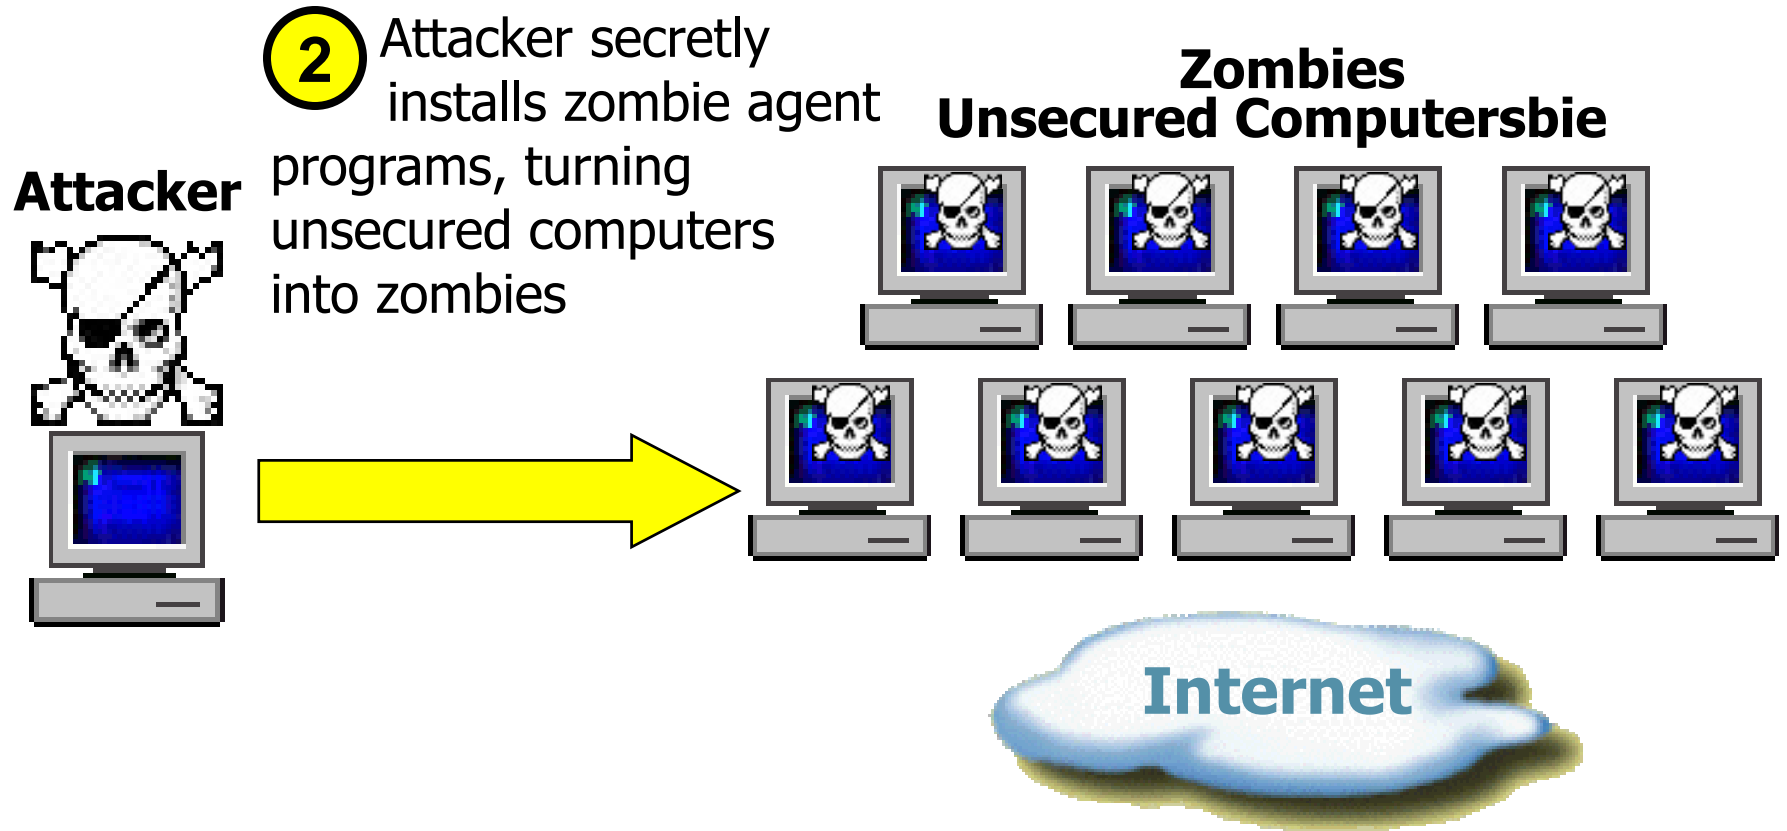 2
Attacker secretly
installs zombie agent
programs, turning
unsecured computers
into zombies
Zombies
Unsecured Computersbie
Attacker
Internet